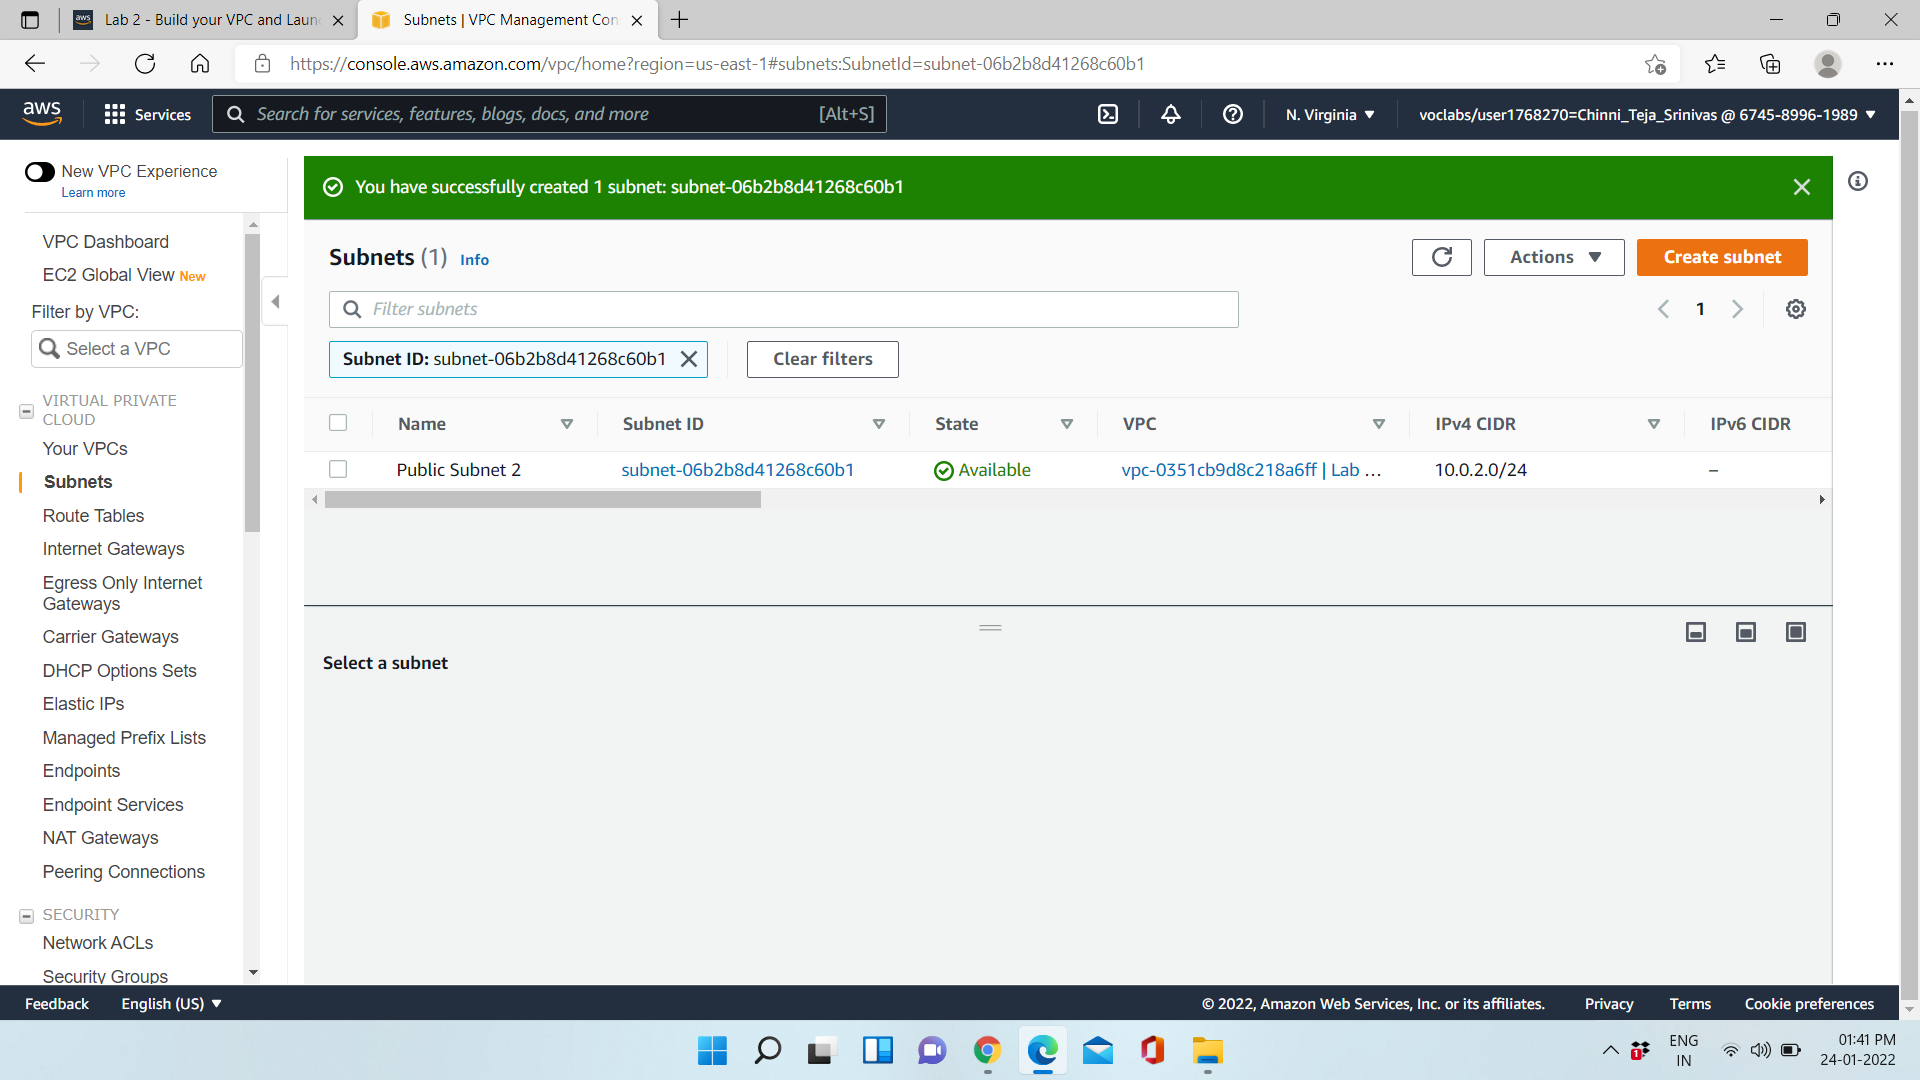 Lab 2 - Build your VPC and Laun
Subnets | VPC Management Con
https://console.aws.amazon.com/vpc/home?region=us-east-1#subnets:SubnetId=subnet-06b2b8d41268c60b1
aws
Services
Search for services, features, blogs, docs, and more
[Alt+S]
N. Virginia
voclabs/user1768270=Chinni_Teja_Srinivas @ 6745-8996-1989
New VPC Experience
Learn more
VPC Dashboard
EC2 Global View New
Filter by VPC:
Select a VPC
VIRTUAL PRIVATE
CLOUD
Your VPCs
Subnets
Route Tables
Internet Gateways
Egress Only Internet
Gateways
Carrier Gateways
DHCP Options Sets
Elastic IPs
Managed Prefix Lists
Endpoints
Endpoint Services
NAT Gateways
Peering Connections
SECURITY
Network ACLs
Security Groups
You have successfully created 1 subnet: subnet-06b2b8d41268c60b1
Subnets (1) Info
Actions
Create subnet
Filter subnets
1
Subnet ID: subnet-06b2b8d41268c60b1
Clear filters
Name Subnet ID State VPC IPv4 CIDR IPv6 CIDR
Public Subnet 2 subnet-06b2b8d41268c60b1 Available vpc-0351cb9d8c218a6ff | Lab ... 10.0.2.0/24 –
Select a subnet
Feedback English (US)
© 2022, Amazon Web Services, Inc. or its affiliates. Privacy Terms Cookie preferences
1
ENG
IN
01:41 PM
24-01-2022